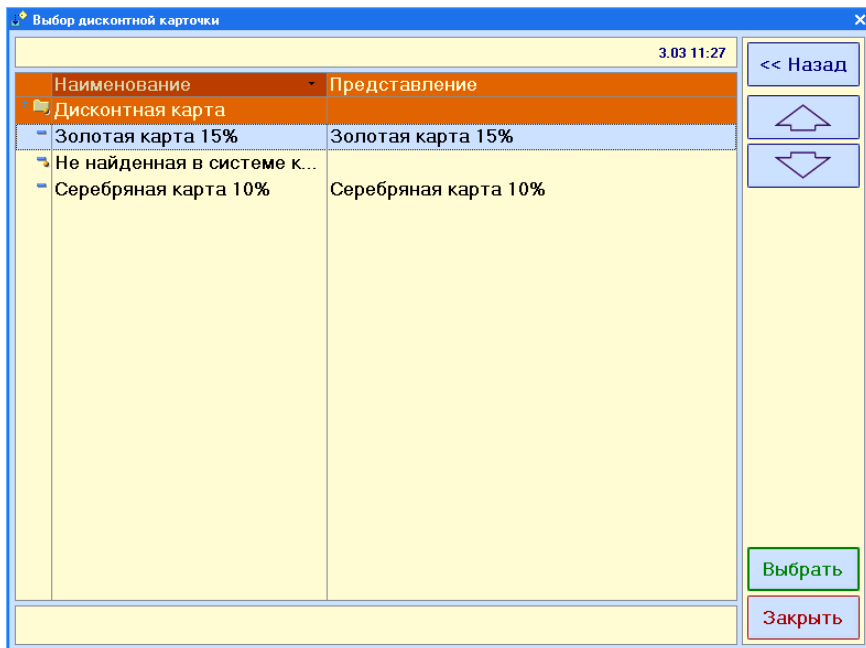 Выбор дисконтной карточки
3.03 11:27
<< Назад
Наименование Представление
Дисконтная карта
Золотая карта 15% Золотая карта 15%
Не найденная в системе к...
Серебряная карта 10% Серебряная карта 10%
Выбрать
Закрыть